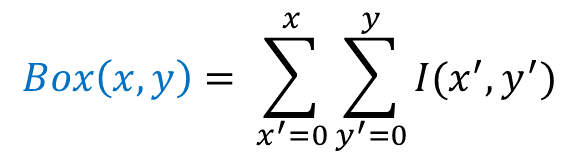 Box(x, y) = ∑_{x′=0}^{x} ∑_{y′=0}^{y} I(x′, y′)